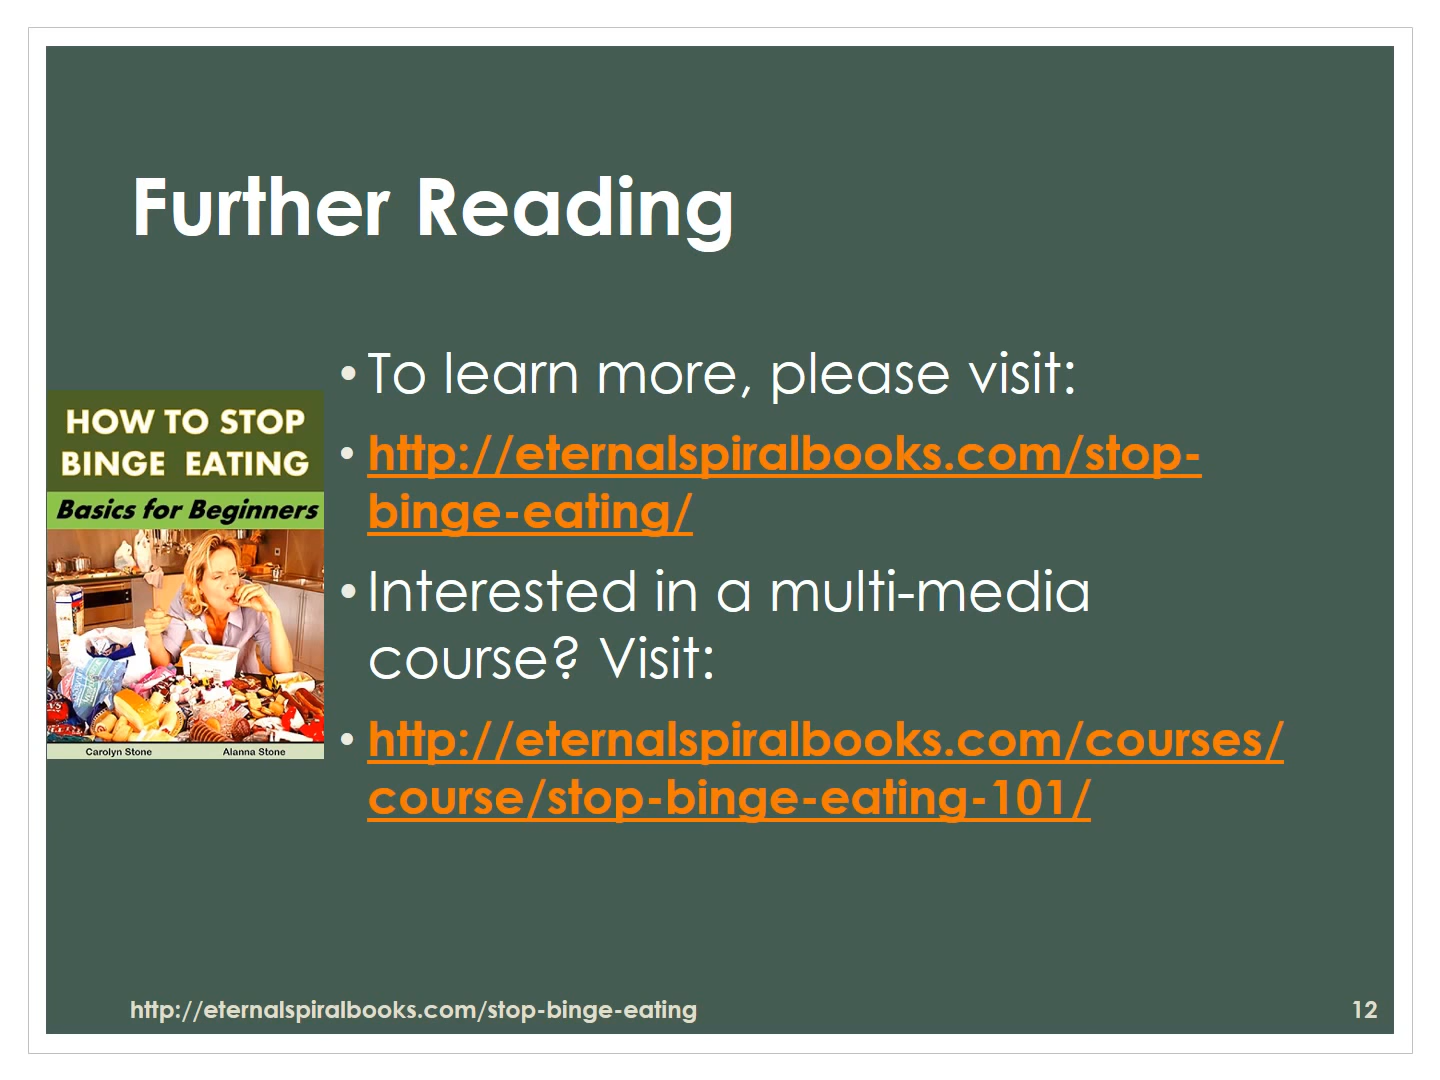 Further Reading
• To learn more, please visit:
• http://eternalspiralbooks.com/stop-
binge-eating/
• Interested in a multi-media
course? Visit:
• http://eternalspiralbooks.com/courses/
course/stop-binge-eating-101/
HOW TO STOP
BINGE EATING
Basics for Beginners
Carolyn Stone Alanna Stone
http://eternalspiralbooks.com/stop-binge-eating
12